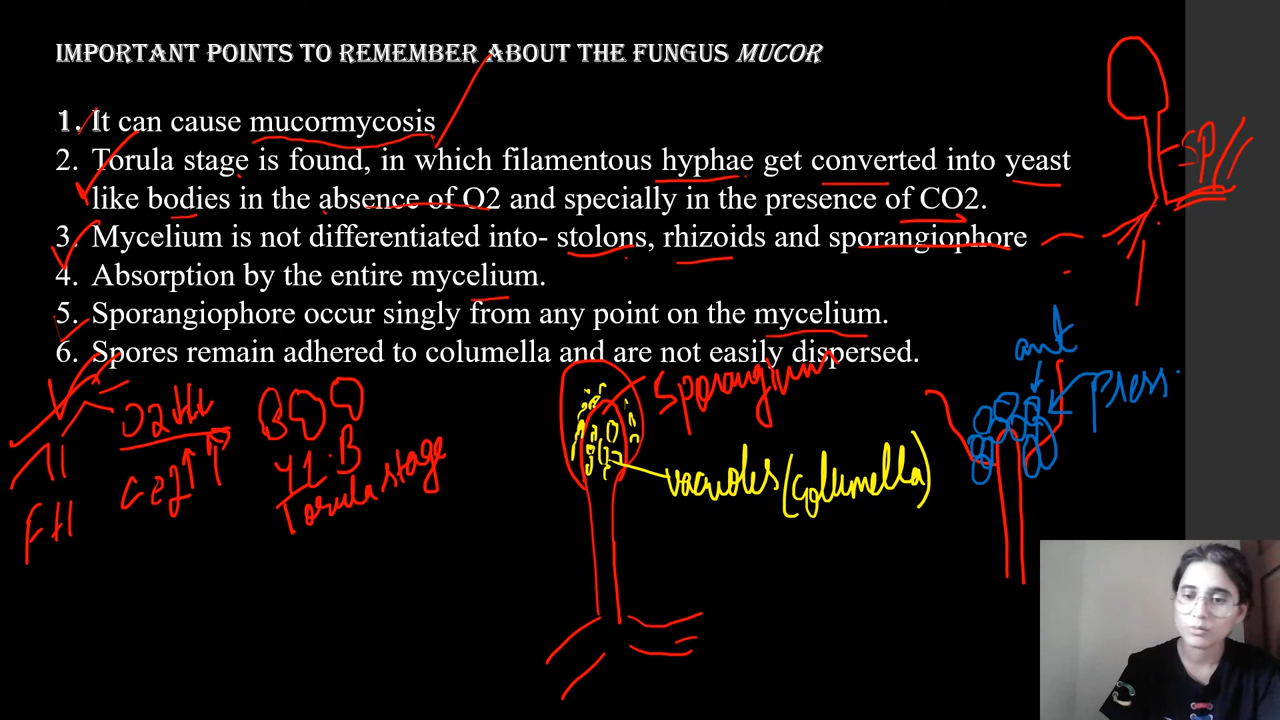 IMPORTANT POINTS TO REMEMBER ABOUT THE FUNGUS MUCOR
1. It can cause mucormycosis
2. Torula stage is found, in which filamentous hyphae get converted into yeast
like bodies in the absence of O2 and specially in the presence of CO2.
3. Mycelium is not differentiated into- stolons, rhizoids and sporangiophore
4. Absorption by the entire mycelium.
5. Sporangiophore occur singly from any point on the mycelium.
6. Spores remain adhered to columella and are not easily dispersed.
SP
Sporangium
vacuoles (columella)
Press
O2
Torula stage